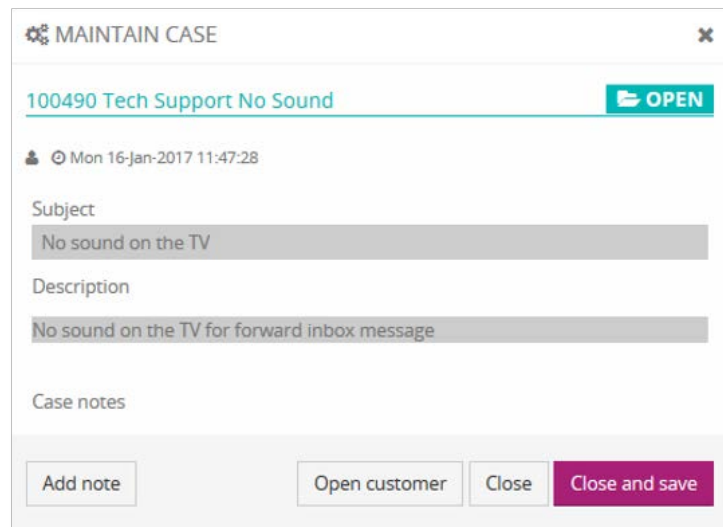 MAINTAIN CASE
100490 Tech Support No Sound OPEN
Mon 16-Jan-2017 11:47:28
Subject
No sound on the TV
Description
No sound on the TV for forward inbox message
Case notes
Add note Open customer Close Close and save